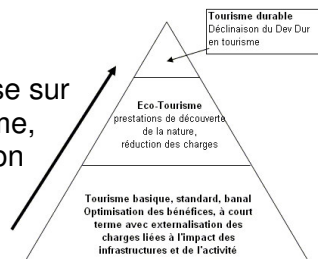 Tourisme durable
Déclinaison du Dev Dur
en tourisme
se sur
me,
on
Eco-Tourisme
prestations de découverte
de la nature,
réduction des charges
Tourisme basique, standard, banal
Optimisation des bénéfices, à court
terme avec externalisation des
charges liées à l'impact des
infrastructures et de l'activité